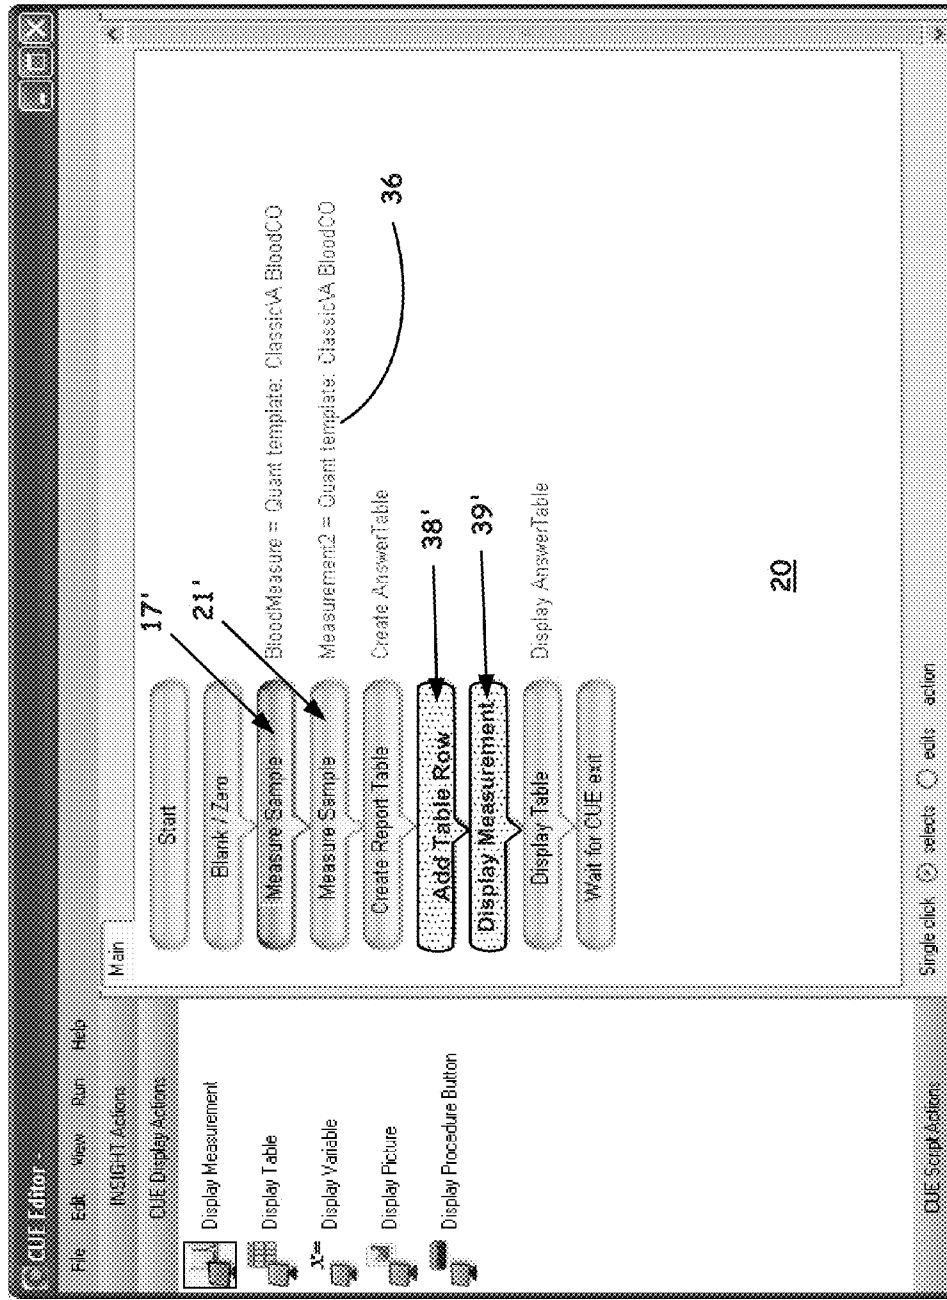 CUE Editor -
File Edit View Run Help
INSIGHT Actions
CUE Display Actions
Display Measurement
Display Table
x=
Display Variable
Display Picture
Display Procedure Button
CUE Script Actions
Main
Start
Blank / Zero
Measure Sample
BloodMeasure = Quant template: Classic\A BloodCO
Measure Sample
Measurement2 = Quant template: Classic\A BloodCO
Create Report Table
Create AnswerTable
Add Table Row
Display Measurement
Display Table
Display AnswerTable
Wait for CUE exit
17'
21'
36
38'
39'
20
Single click selects edits action